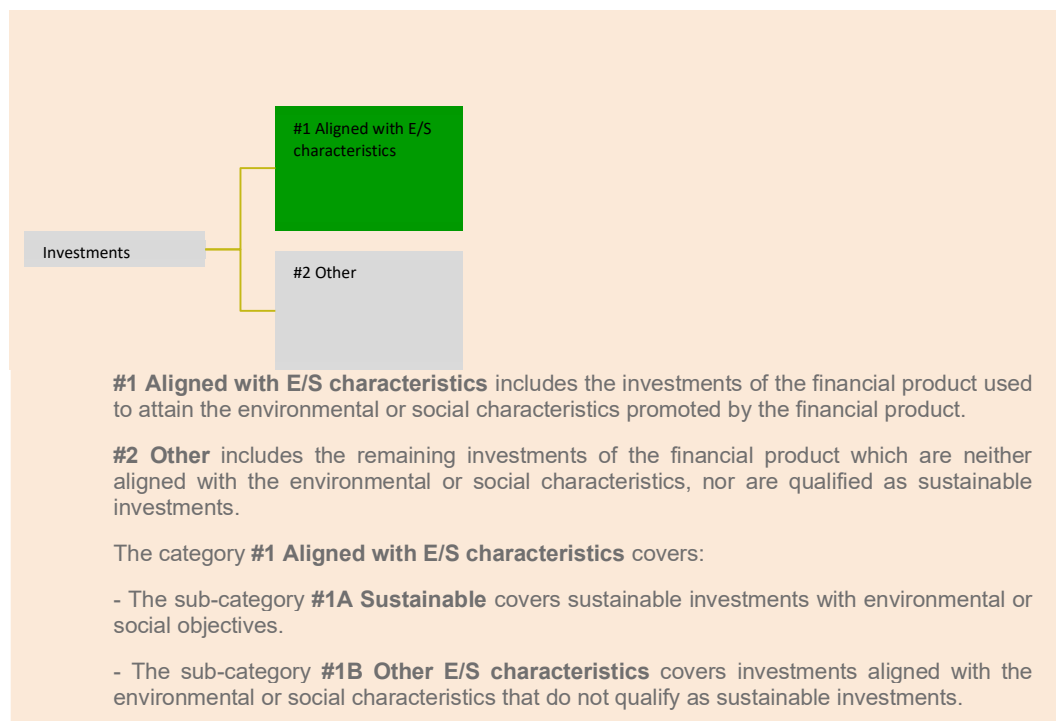 #1 Aligned with E/S
characteristics
Investments
#2 Other
#1 Aligned with E/S characteristics includes the investments of the financial product used
to attain the environmental or social characteristics promoted by the financial product.
#2 Other includes the remaining investments of the financial product which are neither
aligned with the environmental or social characteristics, nor are qualified as sustainable
investments.
The category #1 Aligned with E/S characteristics covers:
- The sub-category #1A Sustainable covers sustainable investments with environmental or
social objectives.
- The sub-category #1B Other E/S characteristics covers investments aligned with the
environmental or social characteristics that do not qualify as sustainable investments.